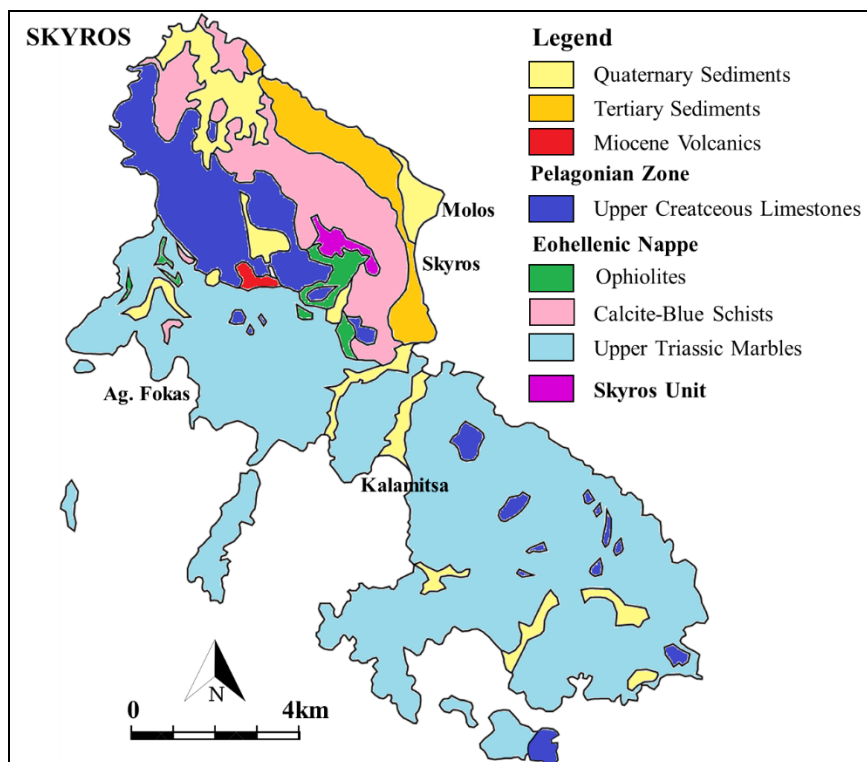 SKYROS
Legend
Quaternary Sediments
Tertiary Sediments
Miocene Volcanics
Pelagonian Zone
Upper Creatceous Limestones
Eohellenic Nappe
Ophiolites
Calcite-Blue Schists
Upper Triassic Marbles
Skyros Unit
Molos
Skyros
Ag. Fokas
Kalamitsa
N
0 4km